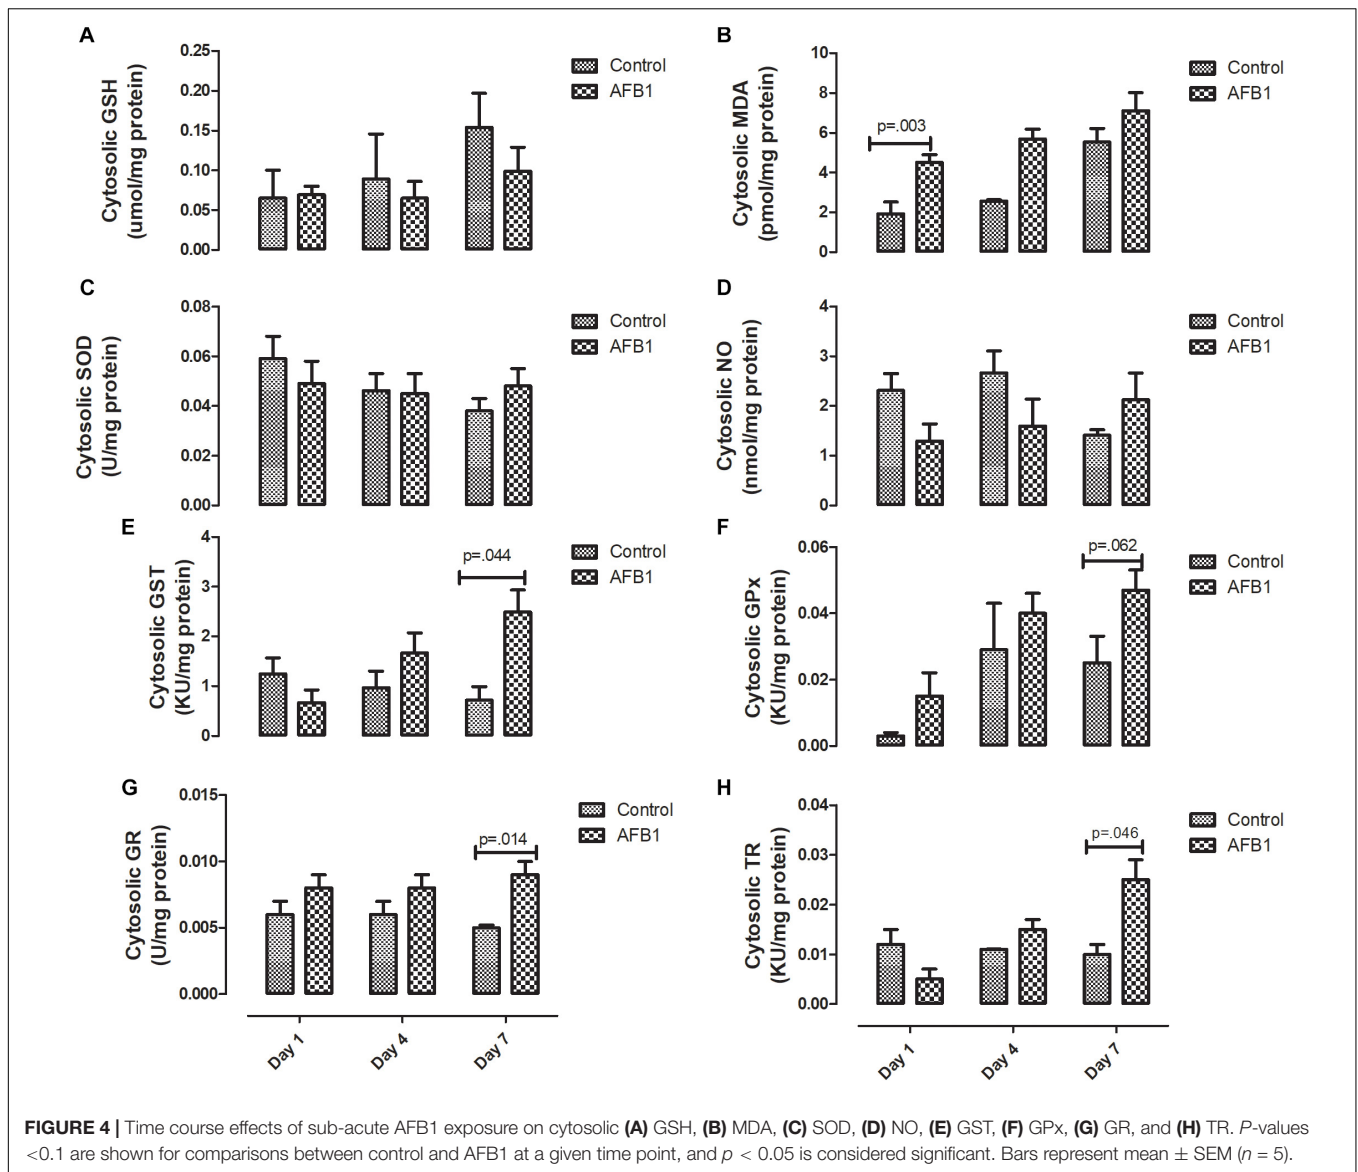 A
Cytosolic GSH
(umol/mg protein)
0.25
0.20
0.15
0.10
0.05
0.00
Control
AFB1
B
Cytosolic MDA
(pmol/mg protein)
10
8
6
4
2
0
p=.003
Control
AFB1
C
Cytosolic SOD
(U/mg protein)
0.08
0.06
0.04
0.02
0.00
Control
AFB1
D
Cytosolic NO
(nmol/mg protein)
4
3
2
1
0
Control
AFB1
E
Cytosolic GST
(KU/mg protein)
4
3
2
1
0
p=.044
Control
AFB1
F
Cytosolic GPx
(KU/mg protein)
0.06
0.04
0.02
0.00
p=.062
Control
AFB1
G
Cytosolic GR
(U/mg protein)
0.015
0.010
0.005
0.000
p=.014
Control
AFB1
Day 1
Day 4
Day 7
H
Cytosolic TR
(KU/mg protein)
0.04
0.03
0.02
0.01
0.00
p=.046
Control
AFB1
Day 1
Day 4
Day 7
FIGURE 4 | Time course effects of sub-acute AFB1 exposure on cytosolic (A) GSH, (B) MDA, (C) SOD, (D) NO, (E) GST, (F) GPx, (G) GR, and (H) TR. P-values
<0.1 are shown for comparisons between control and AFB1 at a given time point, and p < 0.05 is considered significant. Bars represent mean ± SEM (n = 5).